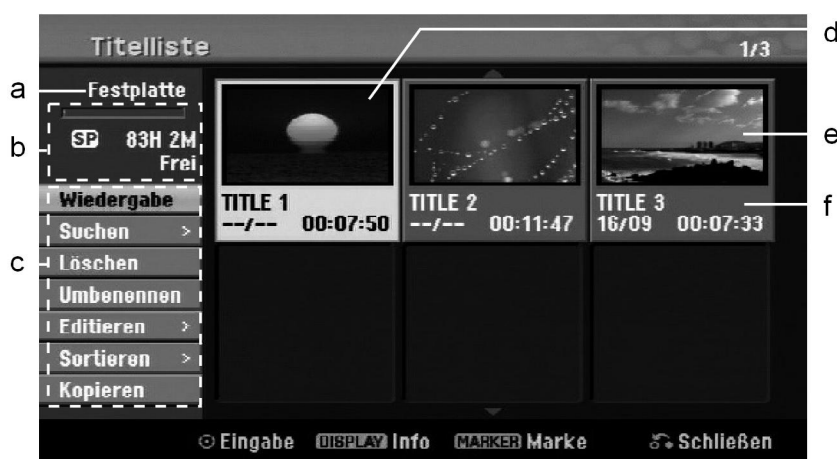 Titelliste
1/3
d
a
Festplatte
b
SP 83H 2M
Frei
e
c
Wiedergabe
Suchen >
Löschen
Umbenennen
Editieren >
Sortieren >
Kopieren
TITLE 1
--/-- 00:07:50
TITLE 2
--/-- 00:11:47
TITLE 3
16/09 00:07:33
f
Eingabe DISPLAY Info MARKER Marke Schließen